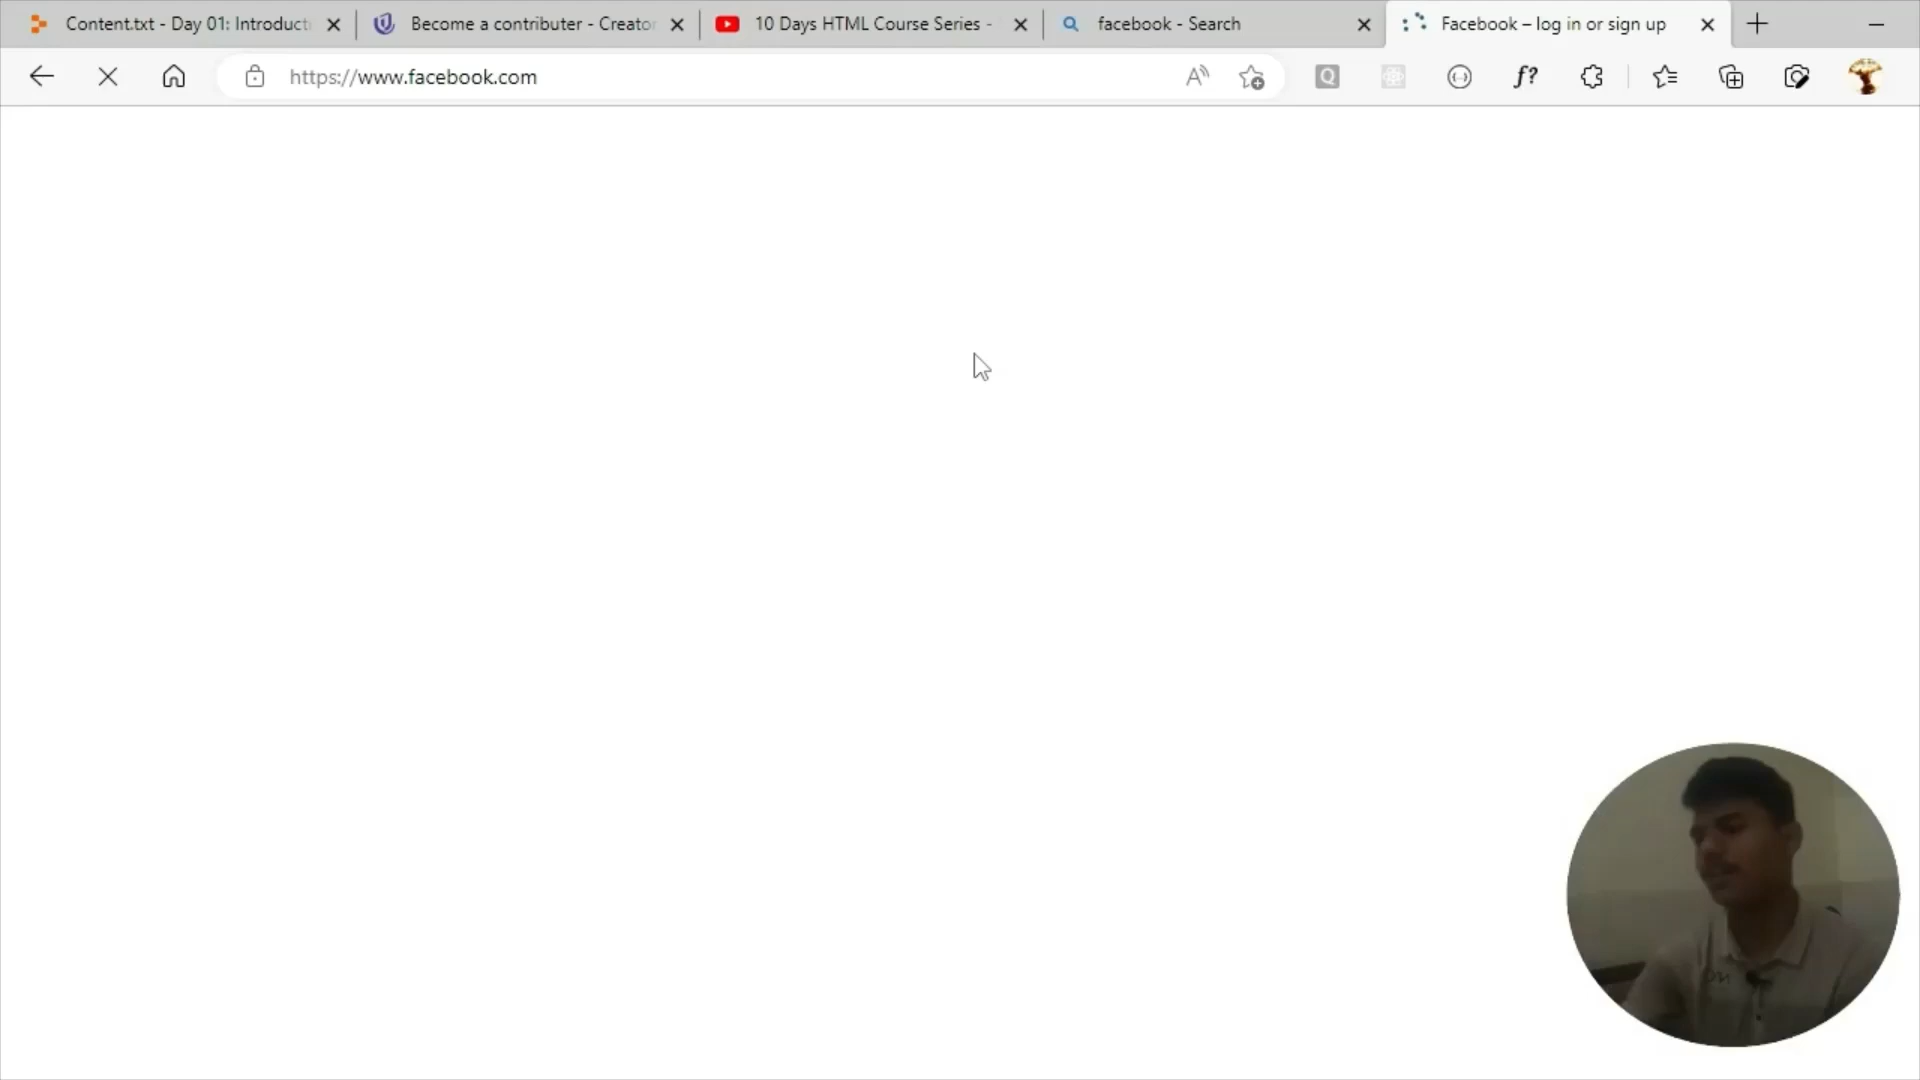 Content.txt - Day 01: Introducti
Become a contributer - Creator
10 Days HTML Course Series -
facebook - Search
Facebook – log in or sign up
https://www.facebook.com